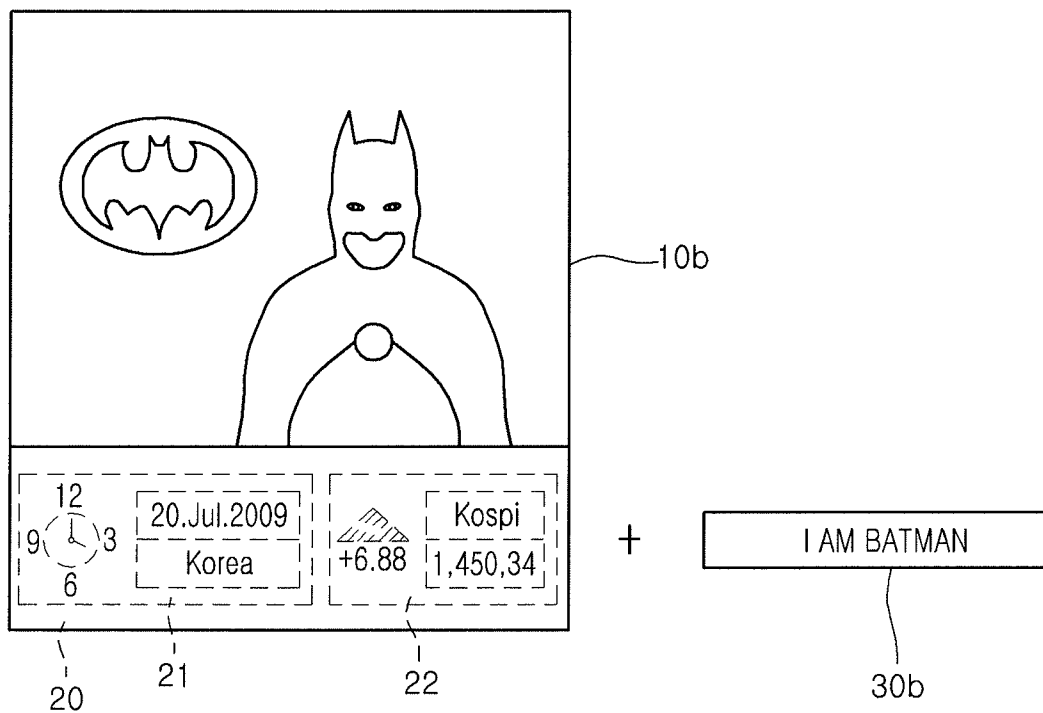 10b
12
9 3
6
20.Jul.2009
Korea
+6.88
Kospi
1,450,34
+
I AM BATMAN
20
21
22
30b